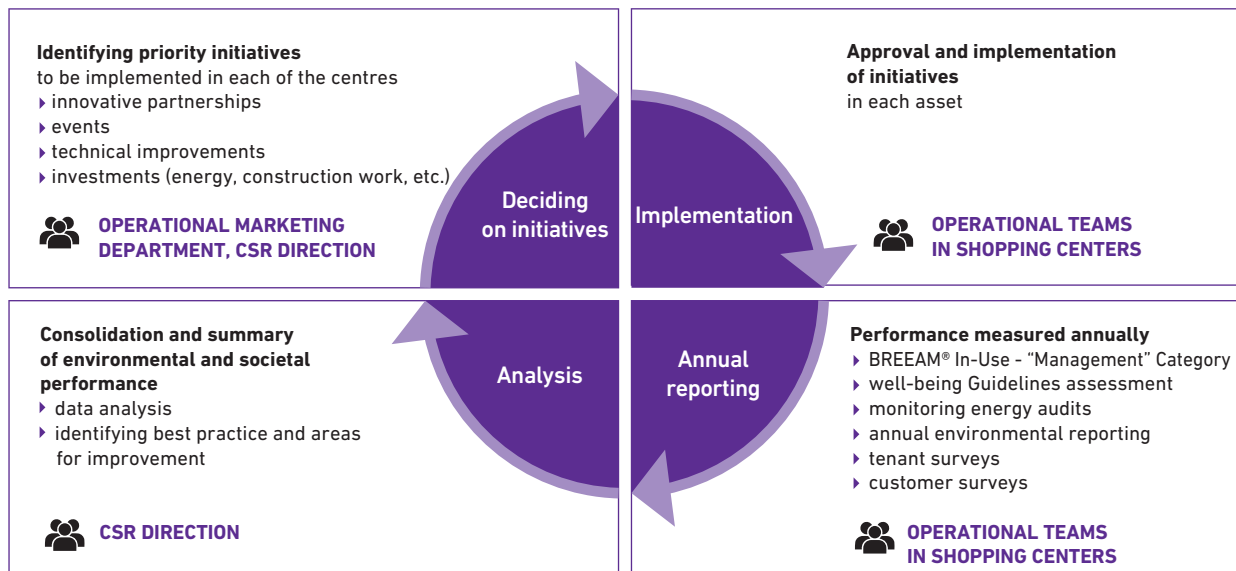 Identifying priority initiatives
to be implemented in each of the centres
innovative partnerships
events
technical improvements
investments (energy, construction work, etc.)
OPERATIONAL MARKETING
DEPARTMENT, CSR DIRECTION
Deciding
on initiatives
Approval and implementation
of initiatives
in each asset
Implementation
OPERATIONAL TEAMS
IN SHOPPING CENTERS
Consolidation and summary
of environmental and societal
performance
data analysis
identifying best practice and areas
for improvement
CSR DIRECTION
Analysis
Annual
reporting
Performance measured annually
BREEAM® In-Use - “Management” Category
well-being Guidelines assessment
monitoring energy audits
annual environmental reporting
tenant surveys
customer surveys
OPERATIONAL TEAMS
IN SHOPPING CENTERS